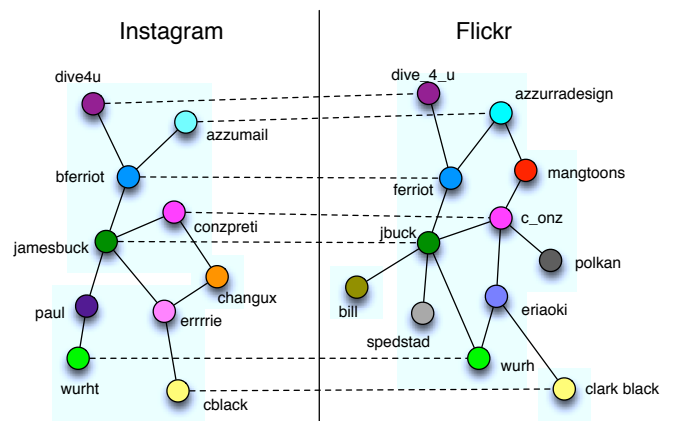 Instagram
Flickr
dive4u
dive_4_u
azzumail
azzurradesign
bferriot
ferriot
mangtoons
conzpreti
c_onz
jamesbuck
jbuck
polkan
changux
paul
errrrie
bill
spedstad
eriaoki
wurht
wurh
cblack
clark black